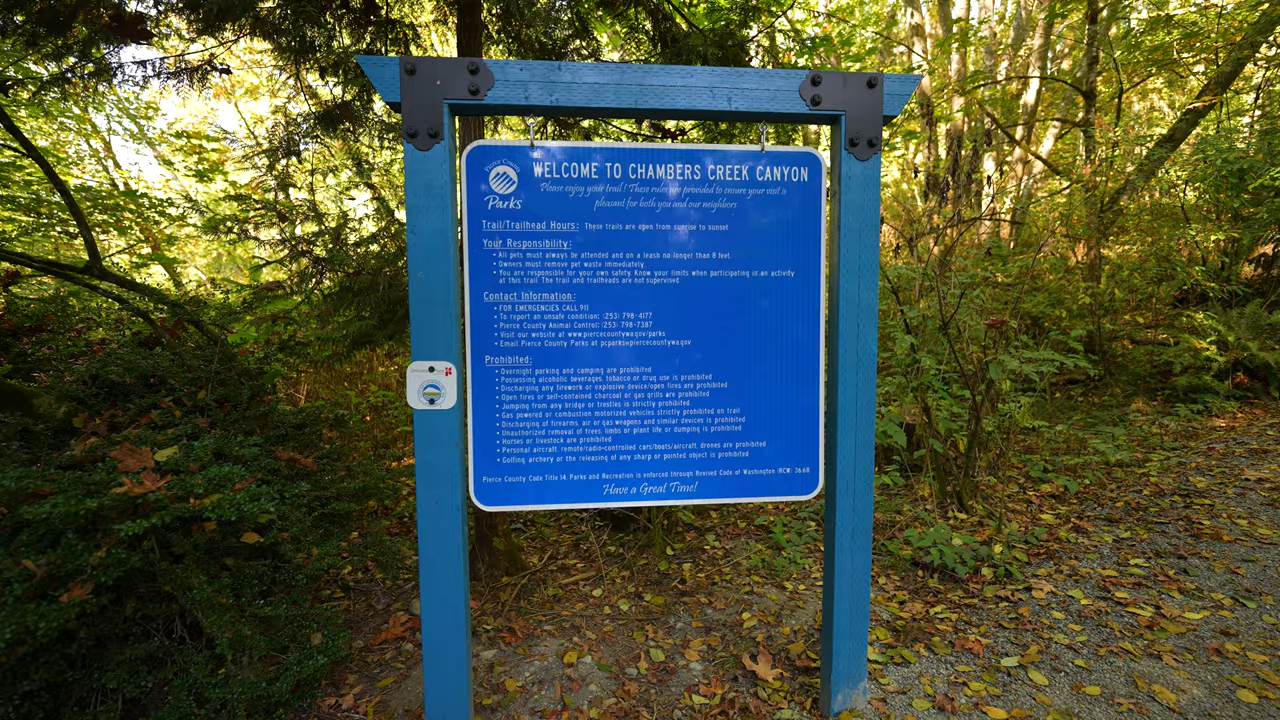 Pierce County
Parks
WELCOME TO CHAMBERS CREEK CANYON
Please enjoy your trail! These rules are provided to ensure your visit is
pleasant for both you and our neighbors
Trail/Trailhead Hours: These trails are open from sunrise to sunset
Your Responsibility:
• All pets must always be attended and on a leash no longer than 8 feet.
• Owners must remove pet waste immediately
• You are responsible for your own safety. Know your limits when participating in an activity
at this trail. The trail and trailheads are not supervised
Contact Information:
• FOR EMERGENCIES CALL 911
• To report an unsafe condition: (253) 798-4177
• Pierce County Animal Control: (253) 798-7387
• Visit our website at www.piercecountywa.gov/parks
• Email Pierce County Parks at pcparks@piercecountywa.gov
Prohibited:
• Overnight parking and camping are prohibited
• Possessing alcoholic beverages, tobacco or drug use is prohibited
• Discharging any firework or explosive device/open fires are prohibited
• Open fires or self-contained charcoal or gas grills are prohibited
• Jumping from any bridge or trestles is strictly prohibited
• Gas powered or combustion motorized vehicles strictly prohibited on trail
• Discharging of firearms, air or gas weapons and similar devices is prohibited
• Unauthorized removal of trees, limbs or plant life or dumping is prohibited
• Horses or livestock are prohibited
• Personal aircraft, remote/radio-controlled cars/boats/aircraft, drones are prohibited
• Golfing, archery or the releasing of any sharp or pointed object is prohibited
Pierce County Code Title 14, Parks and Recreation is enforced through Revised Code of Washington (RCW) 36.68
Have a Great Time!